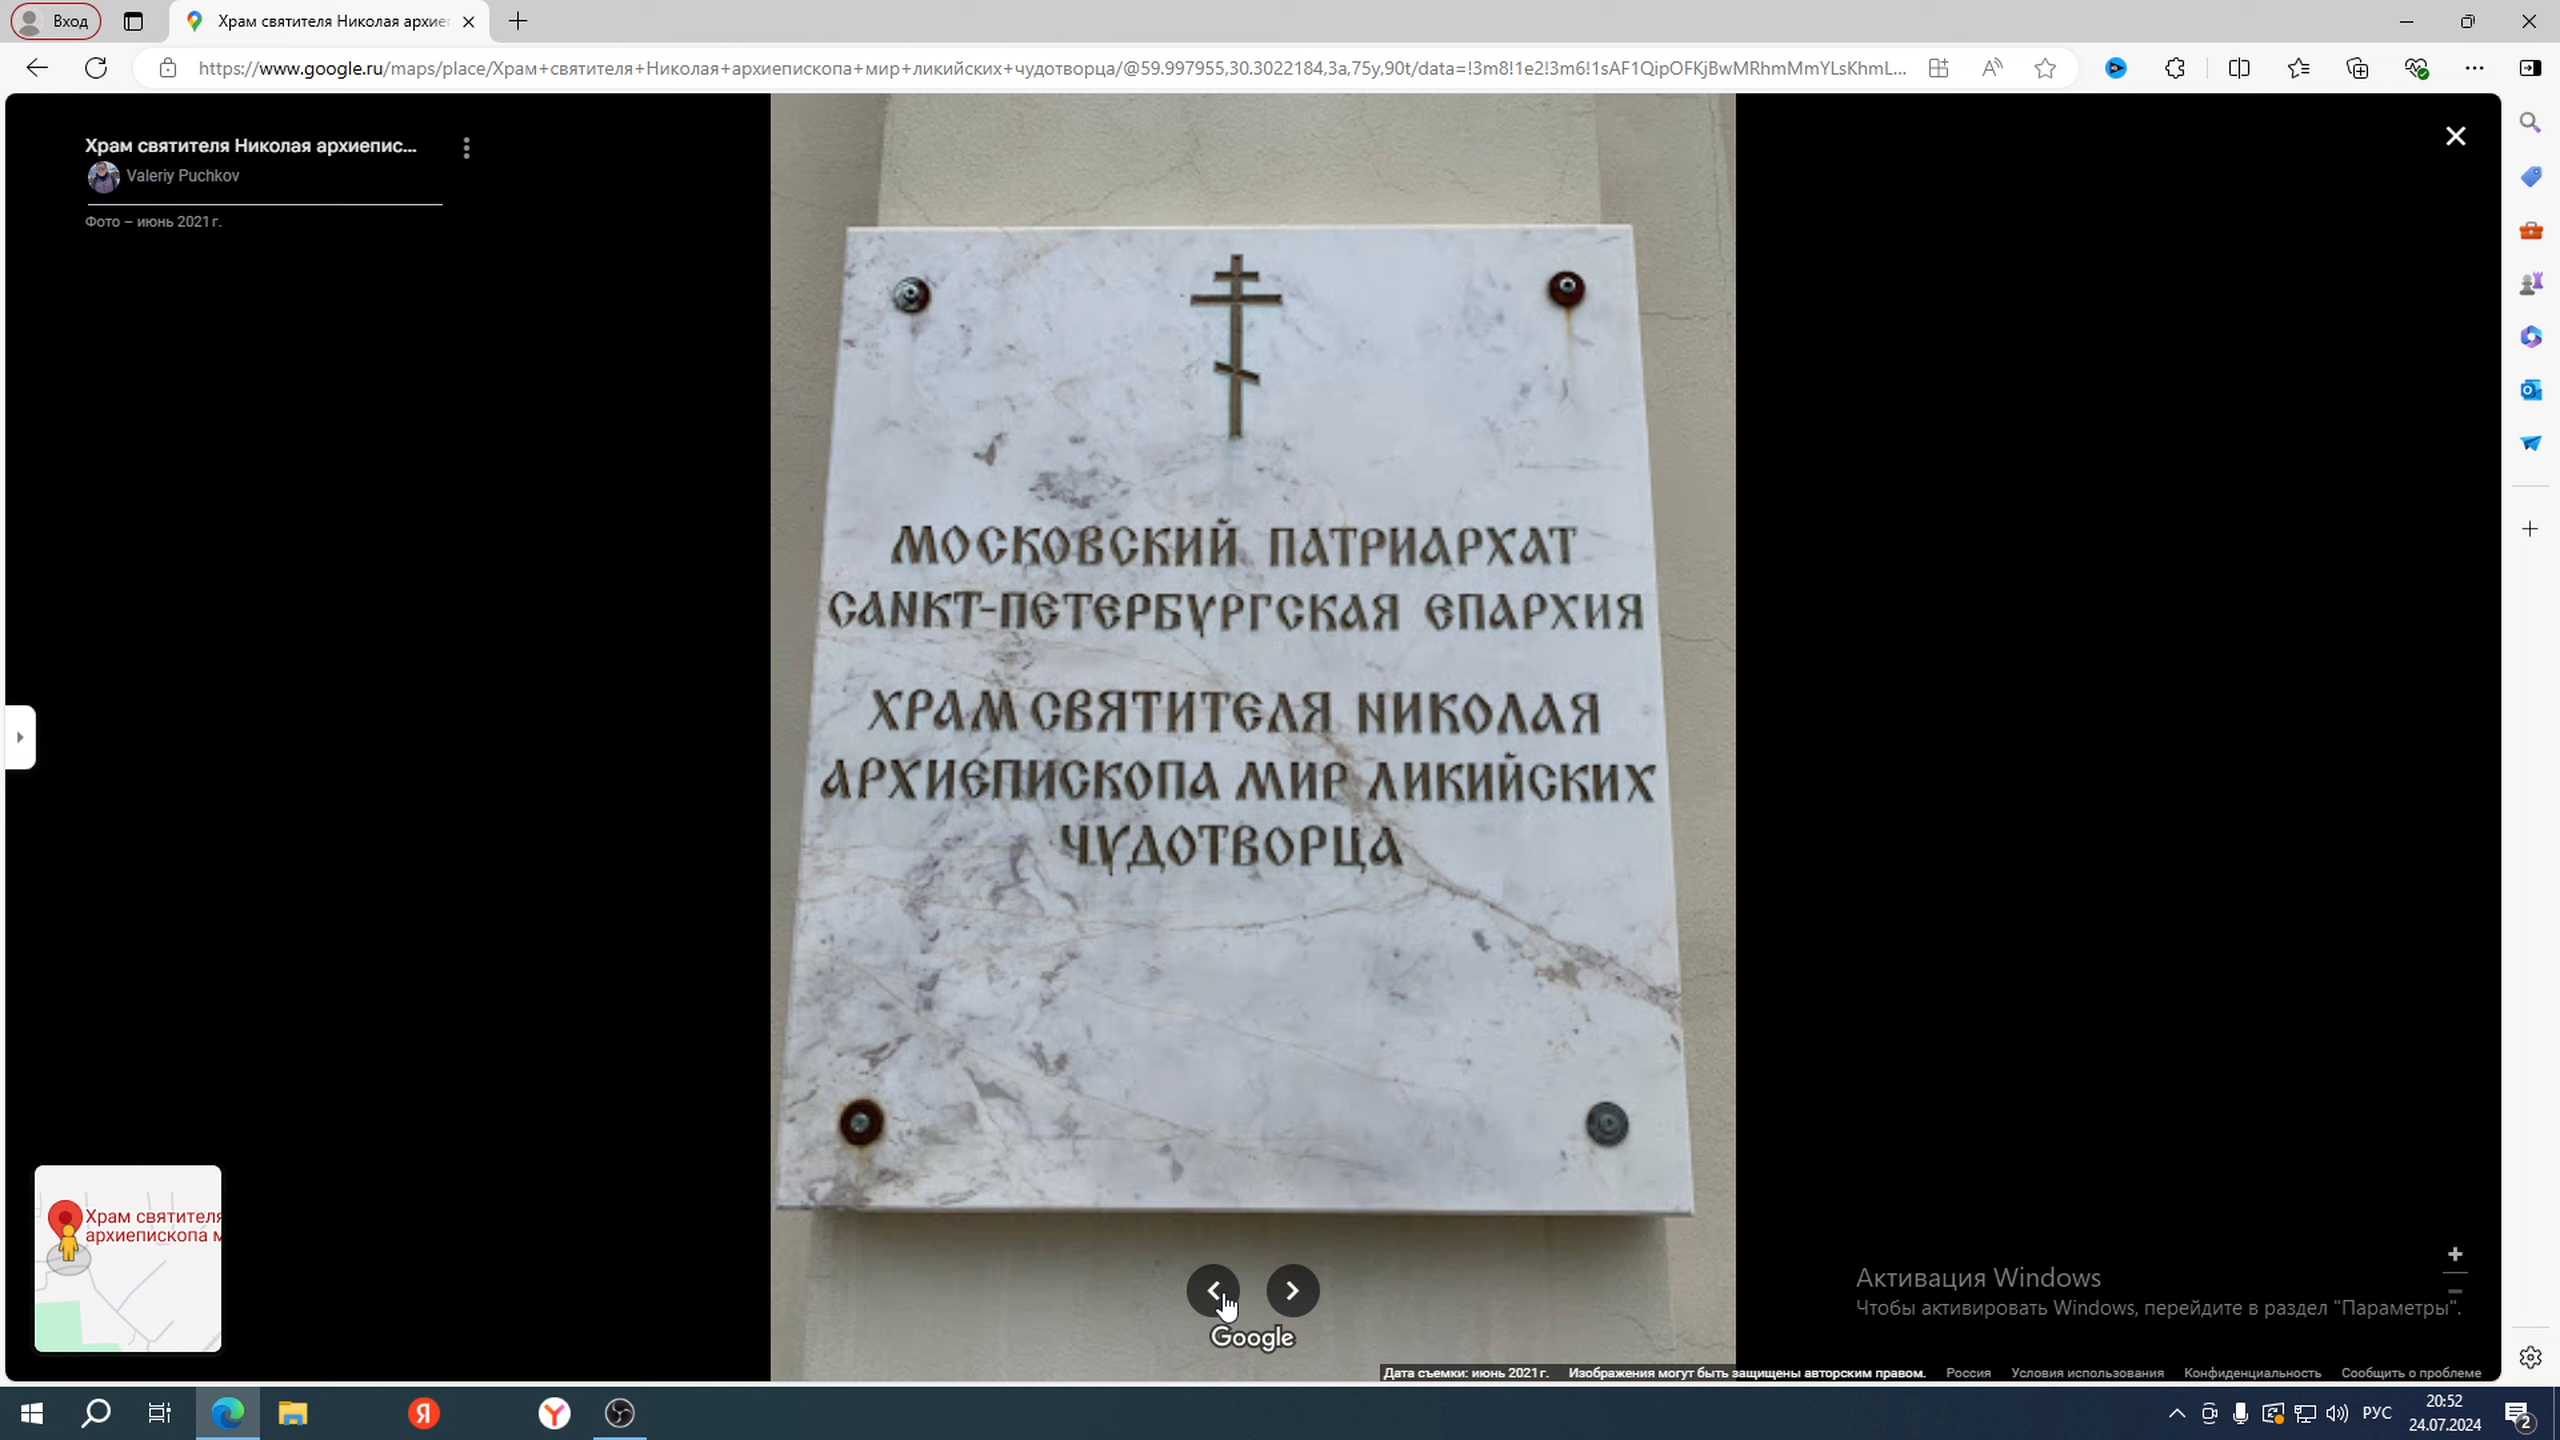 Вход
Храм святителя Николая архиеп
https://www.google.ru/maps/place/Храм+святителя+Николая+архиепископа+мир+ликийских+чудотворца/@59.997955,30.3022184,3a,75y,90t/data=!3m8!1e2!3m6!1sAF1QipOFKjBwMRhmMmYLsKhmL...
Храм святителя Николая архиепис...
Valeriy Puchkov
Фото – июнь 2021 г.
МОСКОВСКИЙ ПАТРИАРХАТ
САНКТ-ПЕТЕРБУРГСКАЯ ЕПАРХИЯ
ХРАМ СВЯТИТЕЛЯ НИКОЛАЯ
АРХИЕПИСКОПА МИР ЛИКИЙСКИХ
ЧУДОТВОРЦА
Храм святителя
архиепископа м
Google
Активация Windows
Чтобы активировать Windows, перейдите в раздел "Параметры".
Дата съемки: июнь 2021 г. Изображения могут быть защищены авторским правом. Россия Условия использования Конфиденциальность Сообщить о проблеме
РУС
20:52
24.07.2024
2